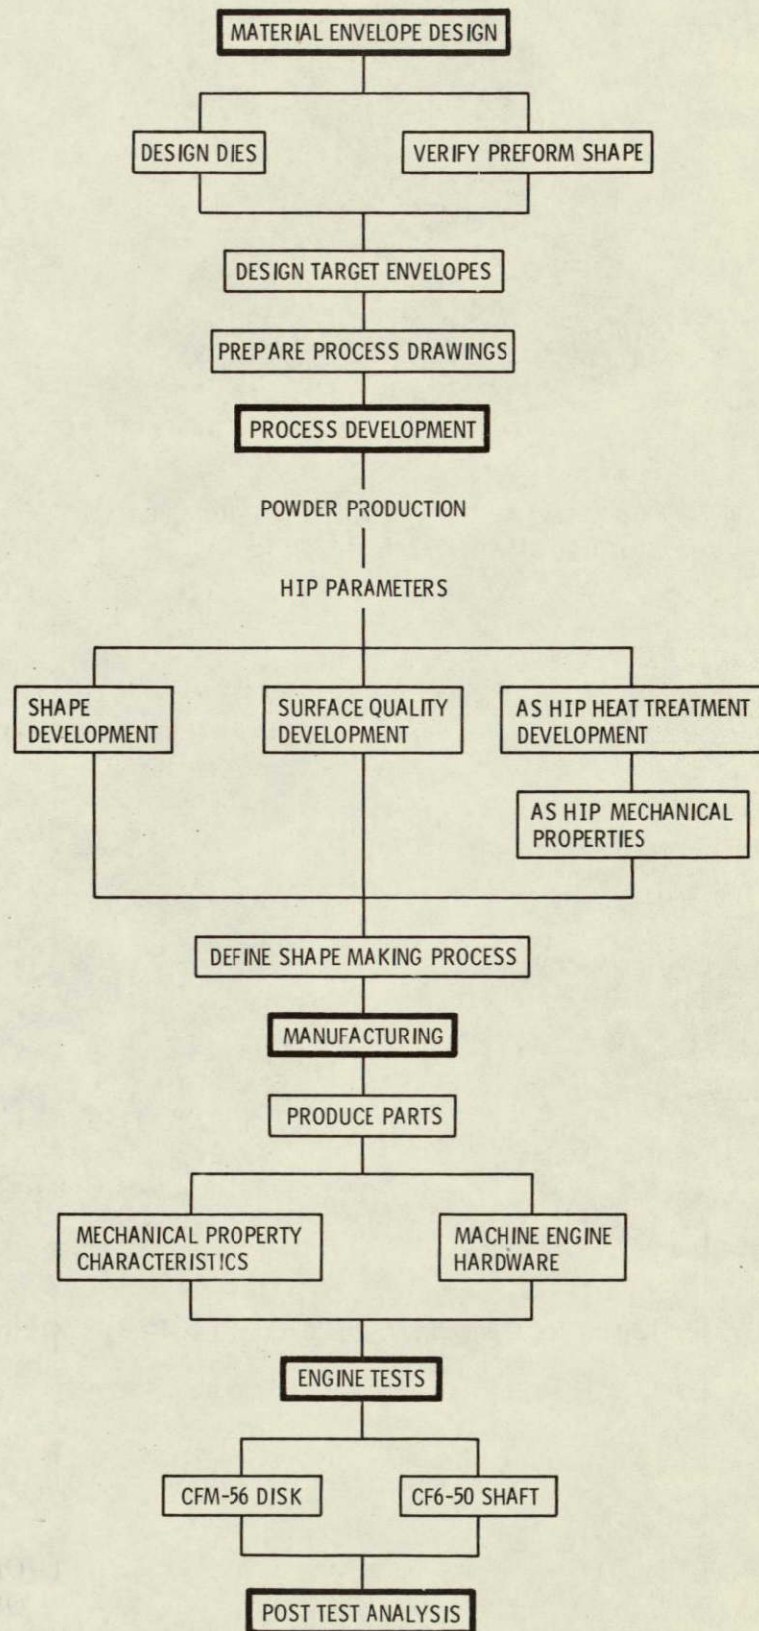 MATERIAL ENVELOPE DESIGN
DESIGN DIES
VERIFY PREFORM SHAPE
DESIGN TARGET ENVELOPES
PREPARE PROCESS DRAWINGS
PROCESS DEVELOPMENT
POWDER PRODUCTION
HIP PARAMETERS
SHAPE
DEVELOPMENT
SURFACE QUALITY
DEVELOPMENT
AS HIP HEAT TREATMENT
DEVELOPMENT
AS HIP MECHANICAL
PROPERTIES
DEFINE SHAPE MAKING PROCESS
MANUFACTURING
PRODUCE PARTS
MECHANICAL PROPERTY
CHARACTERISTICS
MACHINE ENGINE
HARDWARE
ENGINE TESTS
CFM-56 DISK
CF6-50 SHAFT
POST TEST ANALYSIS